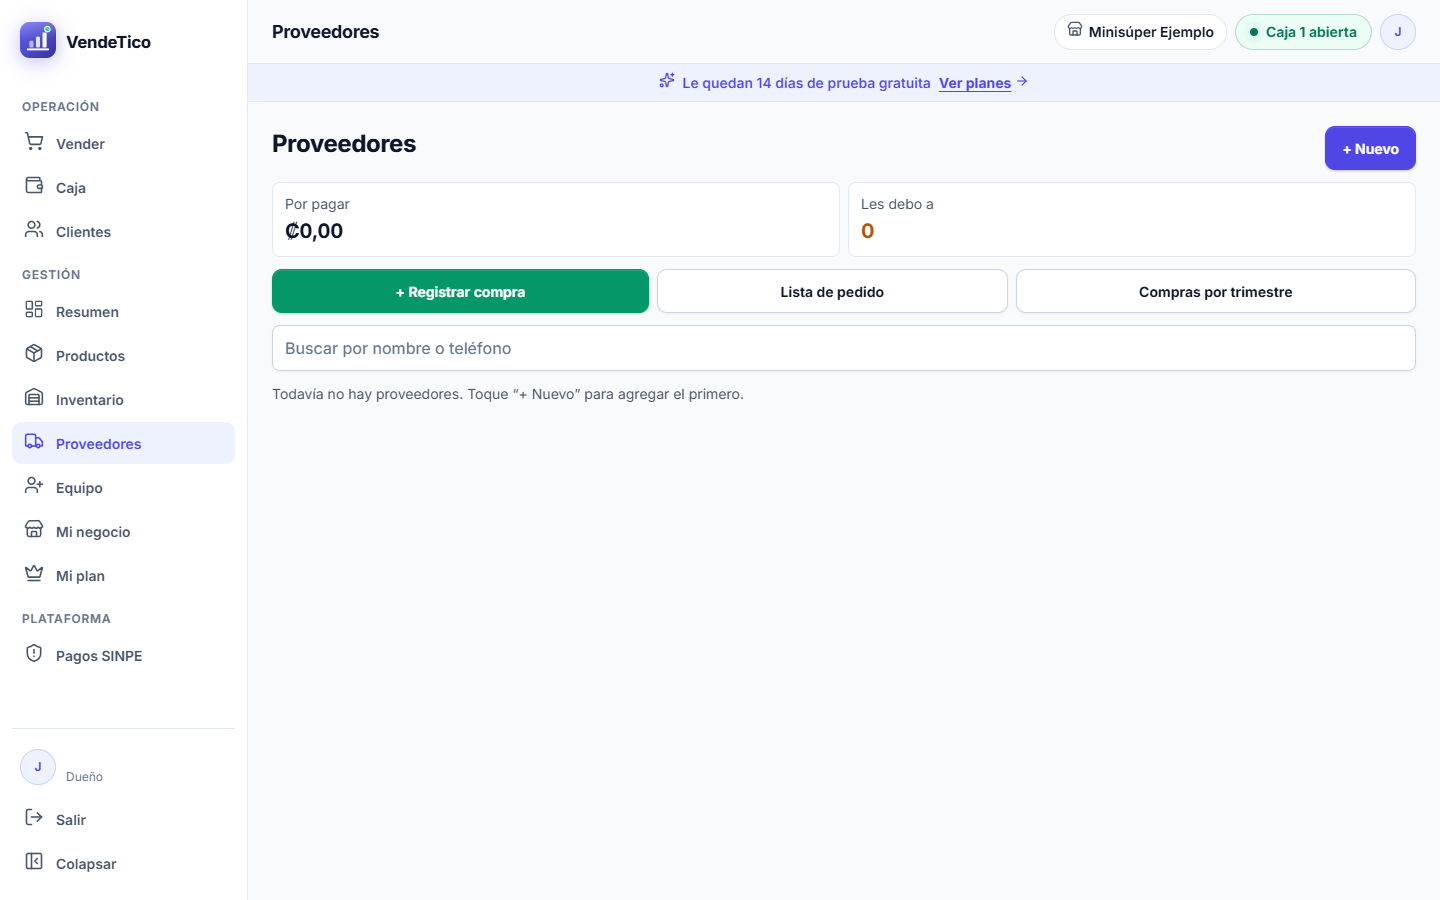 VendeTico
OPERACIÓN
Vender
Caja
Clientes
GESTIÓN
Resumen
Productos
Inventario
Proveedores
Equipo
Mi negocio
Mi plan
PLATAFORMA
Pagos SINPE
J
Dueño
Salir
Colapsar
Proveedores
Minisúper Ejemplo
Caja 1 abierta
J
Le quedan 14 días de prueba gratuita Ver planes →
Proveedores
+ Nuevo
Por pagar
₡0,00
Les debo a
0
+ Registrar compra
Lista de pedido
Compras por trimestre
Buscar por nombre o teléfono
Todavía no hay proveedores. Toque “+ Nuevo” para agregar el primero.